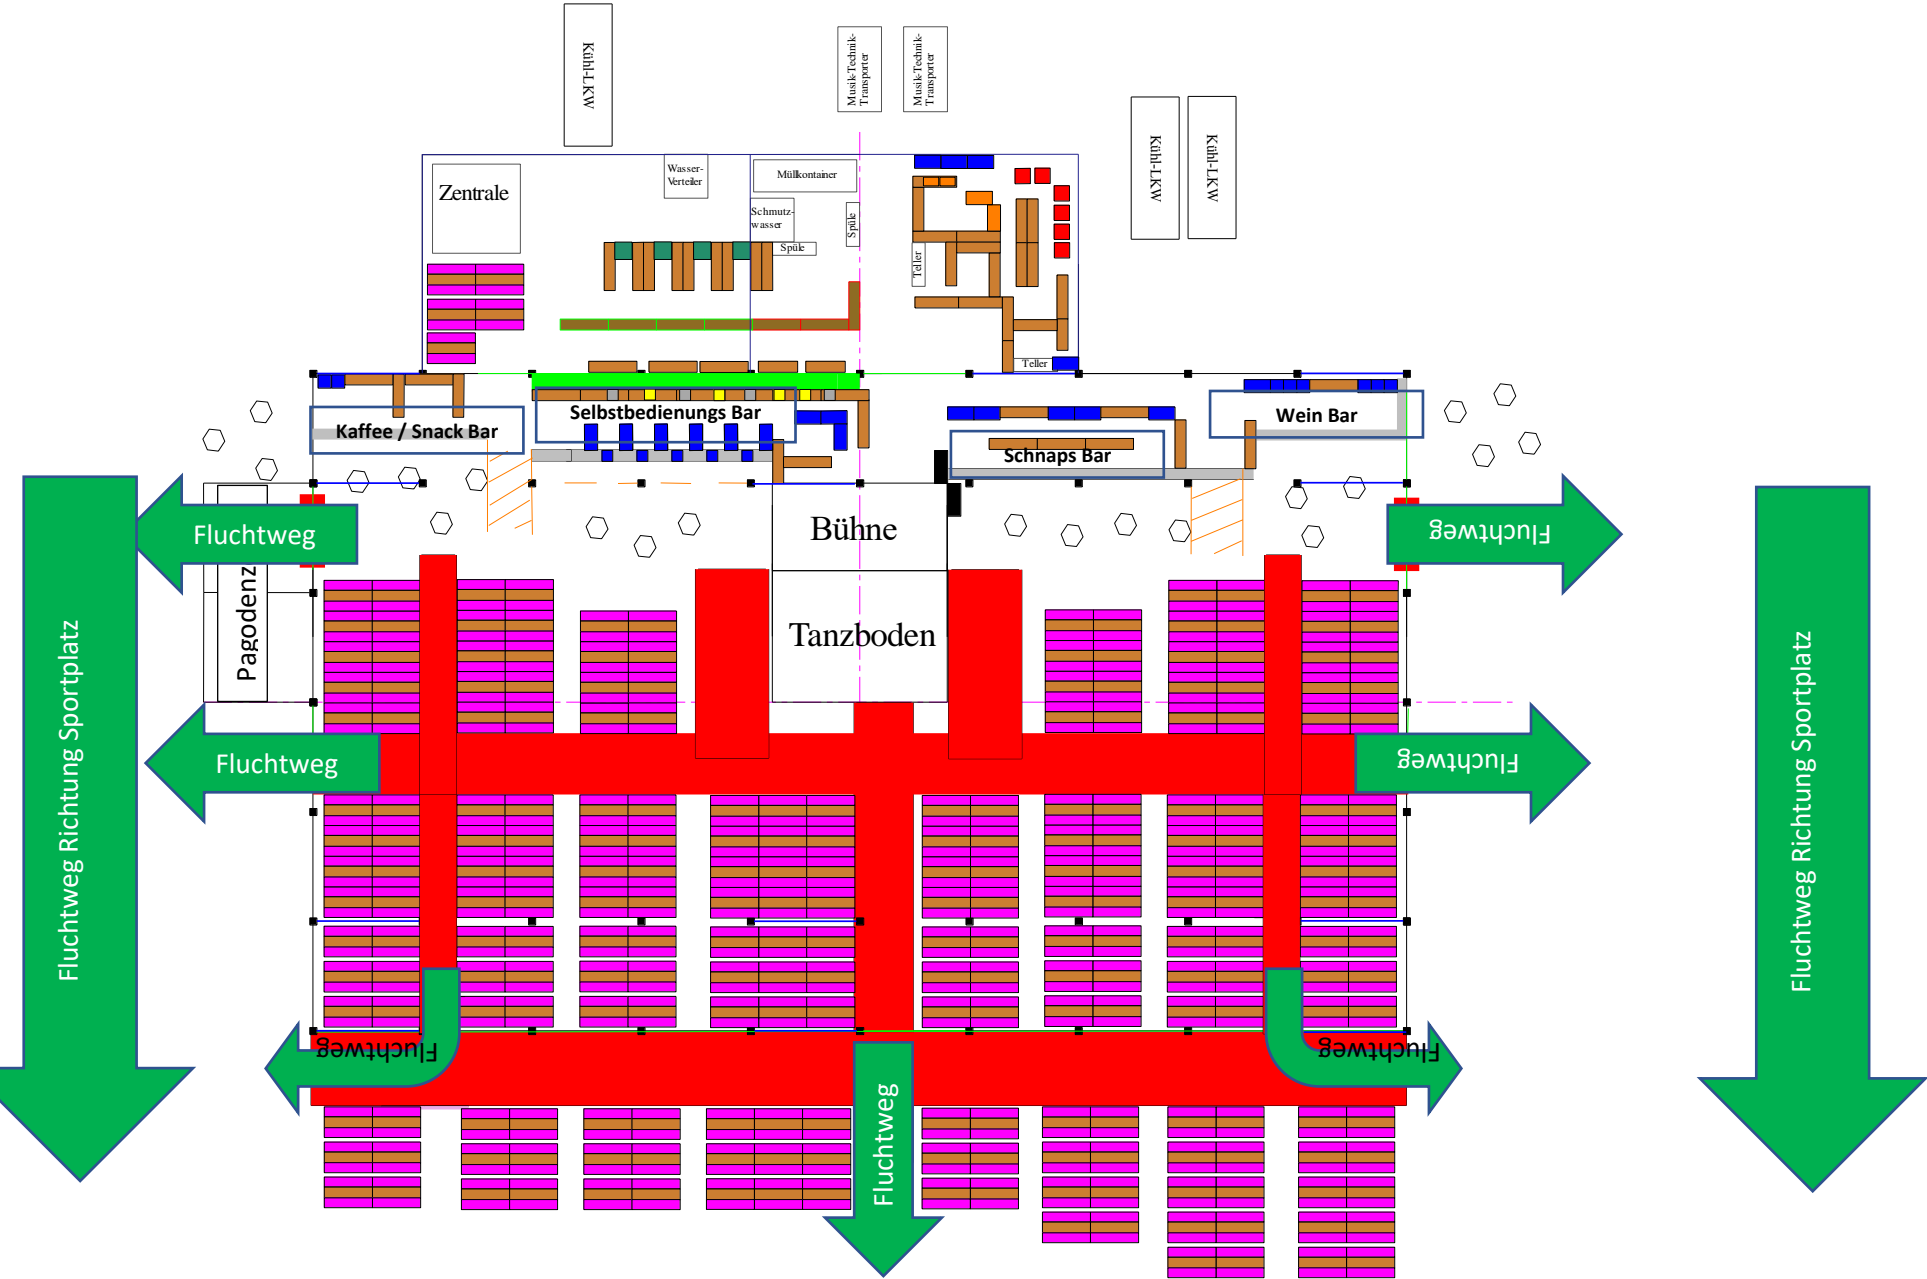 Kühl-LKW
Musik-Technik-
Transporter
Musik-Technik-
Transporter
Kühl-LKW
Kühl-LKW
Zentrale
Wasser-
Verteiler
Müllkontainer
Schmutz-
wasser
Spüle
Spüle
Teller
Teller
Kaffee / Snack Bar
Selbstbedienungs Bar
Schnaps Bar
Wein Bar
Fluchtweg
Bühne
Fluchtweg
Pagodenz
Tanzboden
Fluchtweg Richtung Sportplatz
Fluchtweg Richtung Sportplatz
Fluchtweg
Fluchtweg
Fluchtweg
Fluchtweg
Fluchtweg